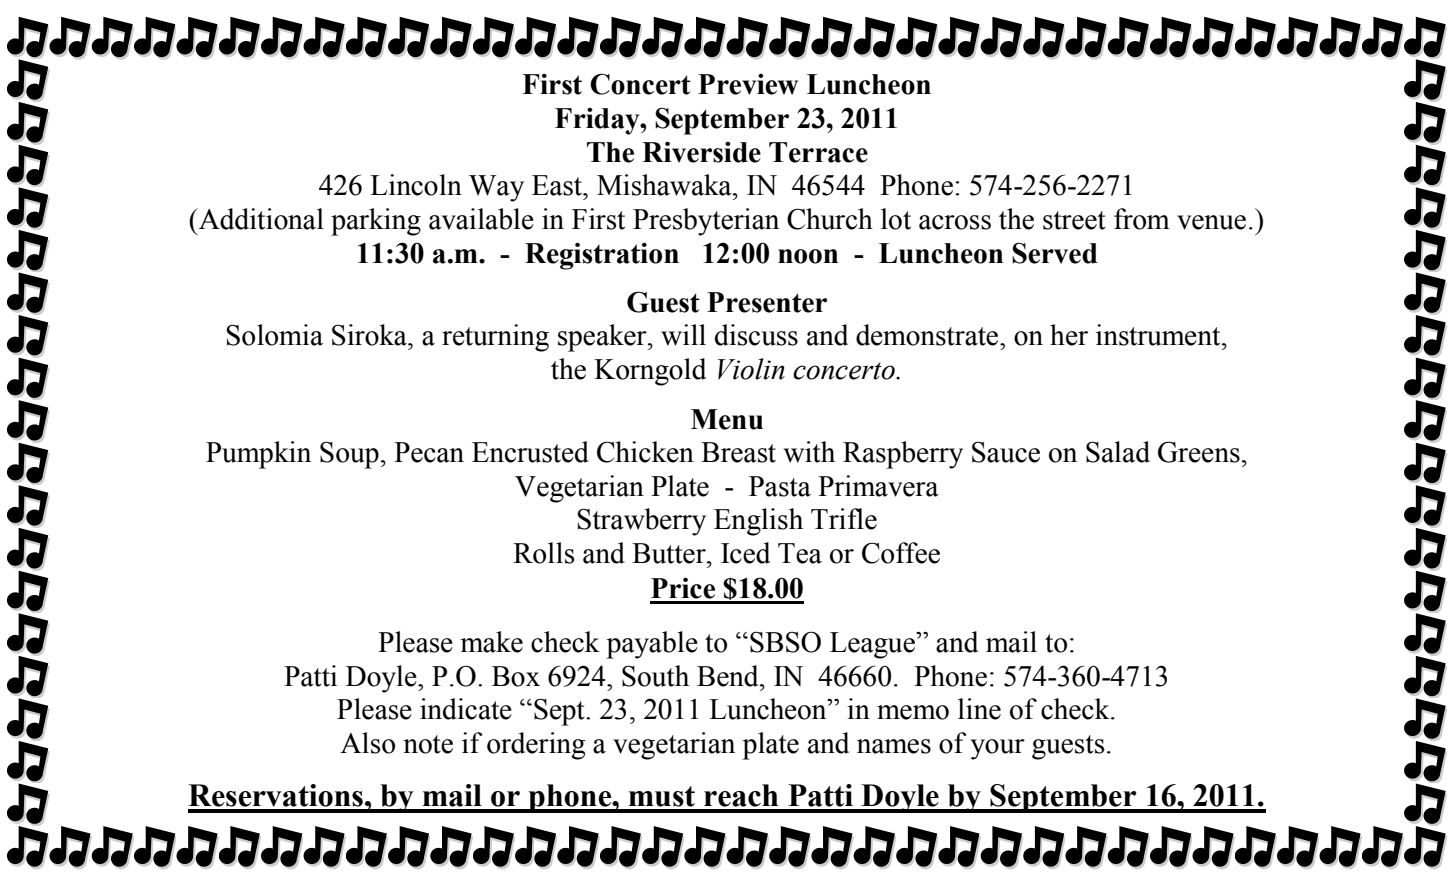 First Concert Preview Luncheon
Friday, September 23, 2011
The Riverside Terrace
426 Lincoln Way East, Mishawaka, IN  46544  Phone: 574-256-2271
(Additional parking available in First Presbyterian Church lot across the street from venue.)
11:30 a.m.  -  Registration   12:00 noon  -  Luncheon Served
Guest Presenter
Solomia Siroka, a returning speaker, will discuss and demonstrate, on her instrument,
the Korngold Violin concerto.
Menu
Pumpkin Soup, Pecan Encrusted Chicken Breast with Raspberry Sauce on Salad Greens,
Vegetarian Plate  -  Pasta Primavera
Strawberry English Trifle
Rolls and Butter, Iced Tea or Coffee
Price $18.00
Please make check payable to “SBSO League” and mail to:
Patti Doyle, P.O. Box 6924, South Bend, IN  46660.  Phone: 574-360-4713
Please indicate “Sept. 23, 2011 Luncheon” in memo line of check.
Also note if ordering a vegetarian plate and names of your guests.
Reservations, by mail or phone, must reach Patti Doyle by September 16, 2011.